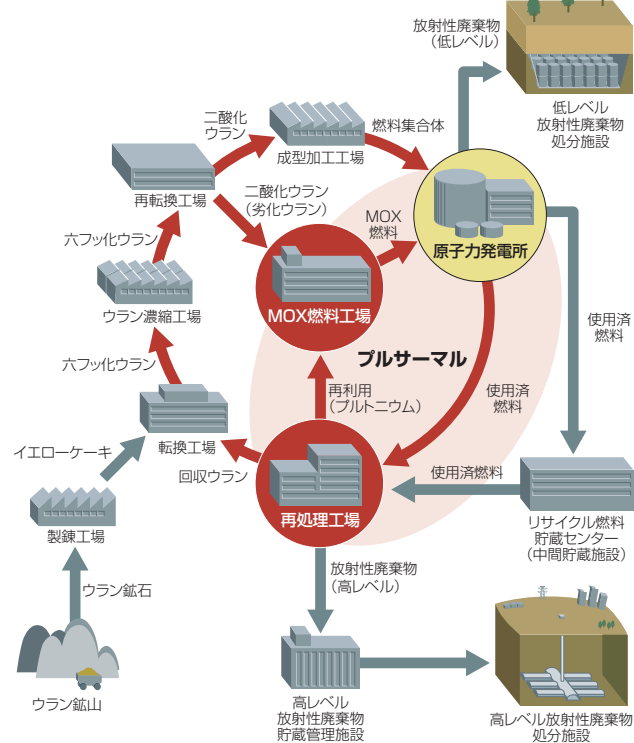 放射性廃棄物
(低レベル)
低レベル
放射性廃棄物
処分施設
二酸化
ウラン
成型加工工場
燃料集合体
再転換工場
二酸化ウラン
(劣化ウラン)
MOX
燃料
原子力発電所
六フッ化ウラン
ウラン濃縮工場
MOX燃料工場
使用済
燃料
プルサーマル
六フッ化ウラン
再利用
(プルトニウム)
使用済
燃料
転換工場
イエローケーキ
回収ウラン
使用済燃料
再処理工場
リサイクル燃料
貯蔵センター
(中間貯蔵施設)
製錬工場
ウラン鉱石
放射性廃棄物
(高レベル)
ウラン鉱山
高レベル
放射性廃棄物
貯蔵管理施設
高レベル放射性廃棄物
処分施設